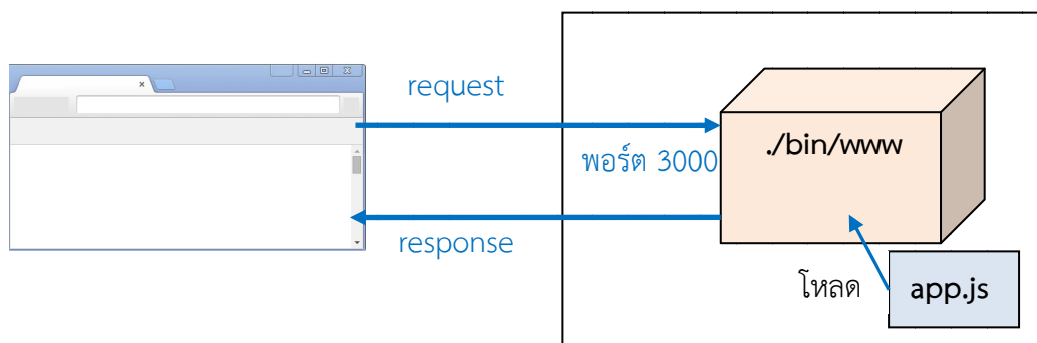 request
./bin/www
พอร์ต 3000
response
โหลด
app.js